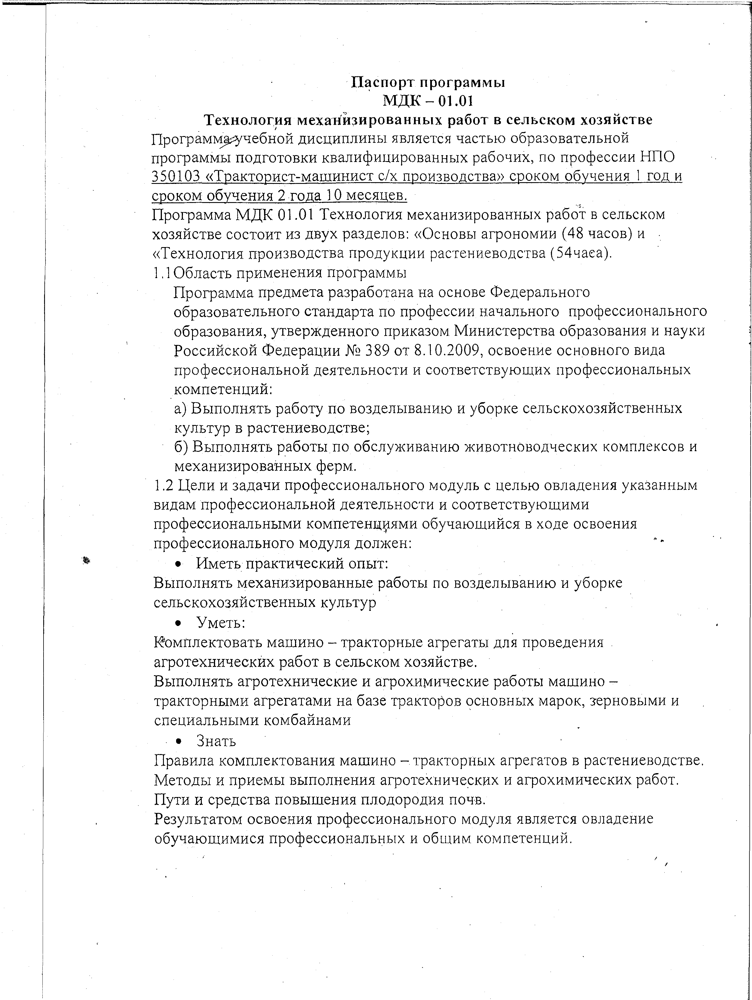 Паспорт программы
МДК – 01.01
Технология механизированных работ в сельском хозяйстве
Программа учебной дисциплины является частью образовательной
программы подготовки квалифицированных рабочих, по профессии НПО
350103 «Тракторист-машинист с/х производства» сроком обучения 1 год и
сроком обучения 2 года 10 месяцев.
Программа МДК 01.01 Технология механизированных работ в сельском
хозяйстве состоит из двух разделов: «Основы агрономии (48 часов) и
«Технология производства продукции растениеводства (54часа).
1.1Область применения программы
Программа предмета разработана на основе Федерального
образовательного стандарта по профессии начального профессионального
образования, утвержденного приказом Министерства образования и науки
Российской Федерации № 389 от 8.10.2009, освоение основного вида
профессиональной деятельности и соответствующих профессиональных
компетенций:
а) Выполнять работу по возделыванию и уборке сельскохозяйственных
культур в растениеводстве;
б) Выполнять работы по обслуживанию животноводческих комплексов и
механизированных ферм.
1.2 Цели и задачи профессионального модуль с целью овладения указанным
видам профессиональной деятельности и соответствующими
профессиональными компетенциями обучающийся в ходе освоения
профессионального модуля должен:
• Иметь практический опыт:
Выполнять механизированные работы по возделыванию и уборке
сельскохозяйственных культур
• Уметь:
Комплектовать машино – тракторные агрегаты для проведения
агротехнических работ в сельском хозяйстве.
Выполнять агротехнические и агрохимические работы машино –
тракторными агрегатами на базе тракторов основных марок, зерновыми и
специальными комбайнами
• Знать
Правила комплектования машино – тракторных агрегатов в растениеводстве.
Методы и приемы выполнения агротехнических и агрохимических работ.
Пути и средства повышения плодородия почв.
Результатом освоения профессионального модуля является овладение
обучающимися профессиональных и общим компетенций.